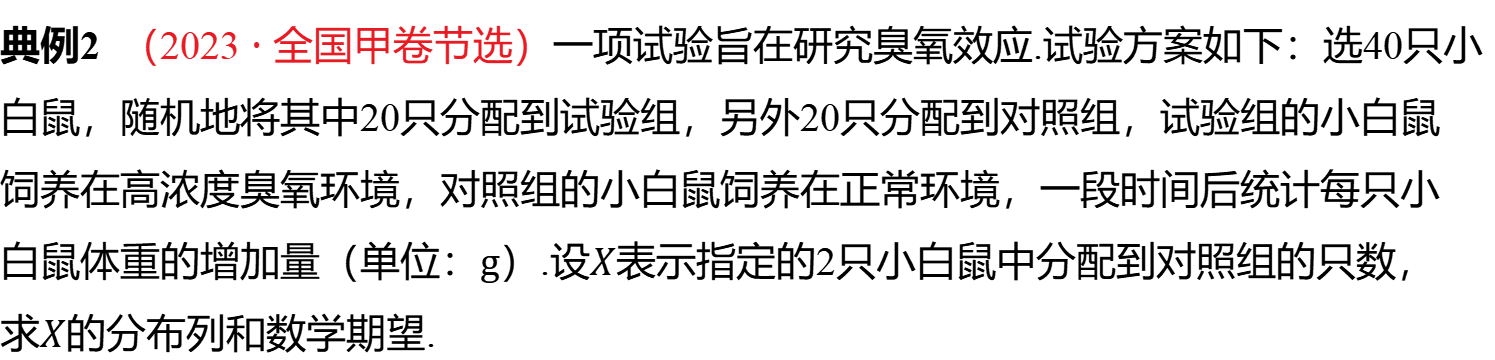 典例2 (2023 · 全国甲卷节选) 一项试验旨在研究臭氧效应.试验方案如下：选40只小
白鼠，随机地将其中20只分配到试验组，另外20只分配到对照组，试验组的小白鼠
饲养在高浓度臭氧环境，对照组的小白鼠饲养在正常环境，一段时间后统计每只小
白鼠体重的增加量（单位：g）.设X表示指定的2只小白鼠中分配到对照组的只数，
求X的分布列和数学期望.